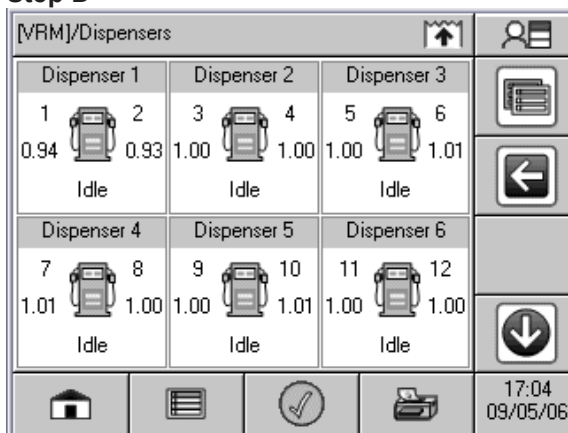 [VRM]/Dispensers
Dispenser 1 Dispenser 2 Dispenser 3
1 2 3 4 5 6
0.94 0.93 1.00 1.00 1.00 1.01
Idle Idle Idle
Dispenser 4 Dispenser 5 Dispenser 6
7 8 9 10 11 12
1.01 1.00 1.00 1.01 1.00 1.00
Idle Idle Idle
17:04
09/05/06